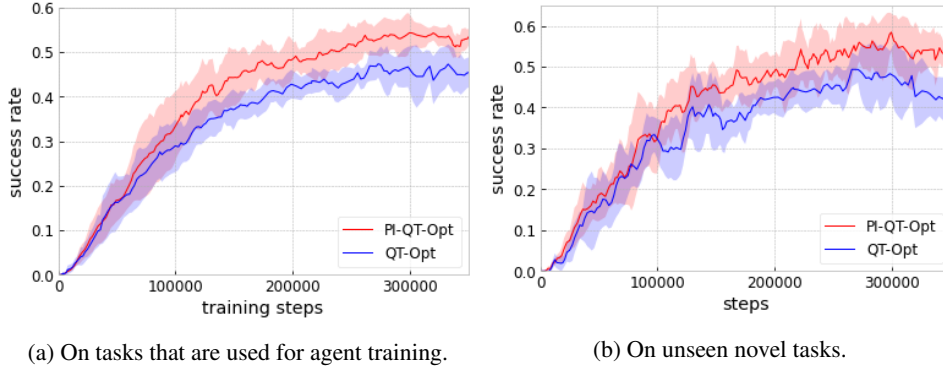 0.6
0.5
0.4
0.3
0.2
0.1
0.0
success rate
0 100000 200000 300000
training steps
PI-QT-Opt
QT-Opt
(a) On tasks that are used for agent training.
0.6
0.5
0.4
0.3
0.2
0.1
0.0
success rate
0 100000 200000 300000
steps
PI-QT-Opt
QT-Opt
(b) On unseen novel tasks.